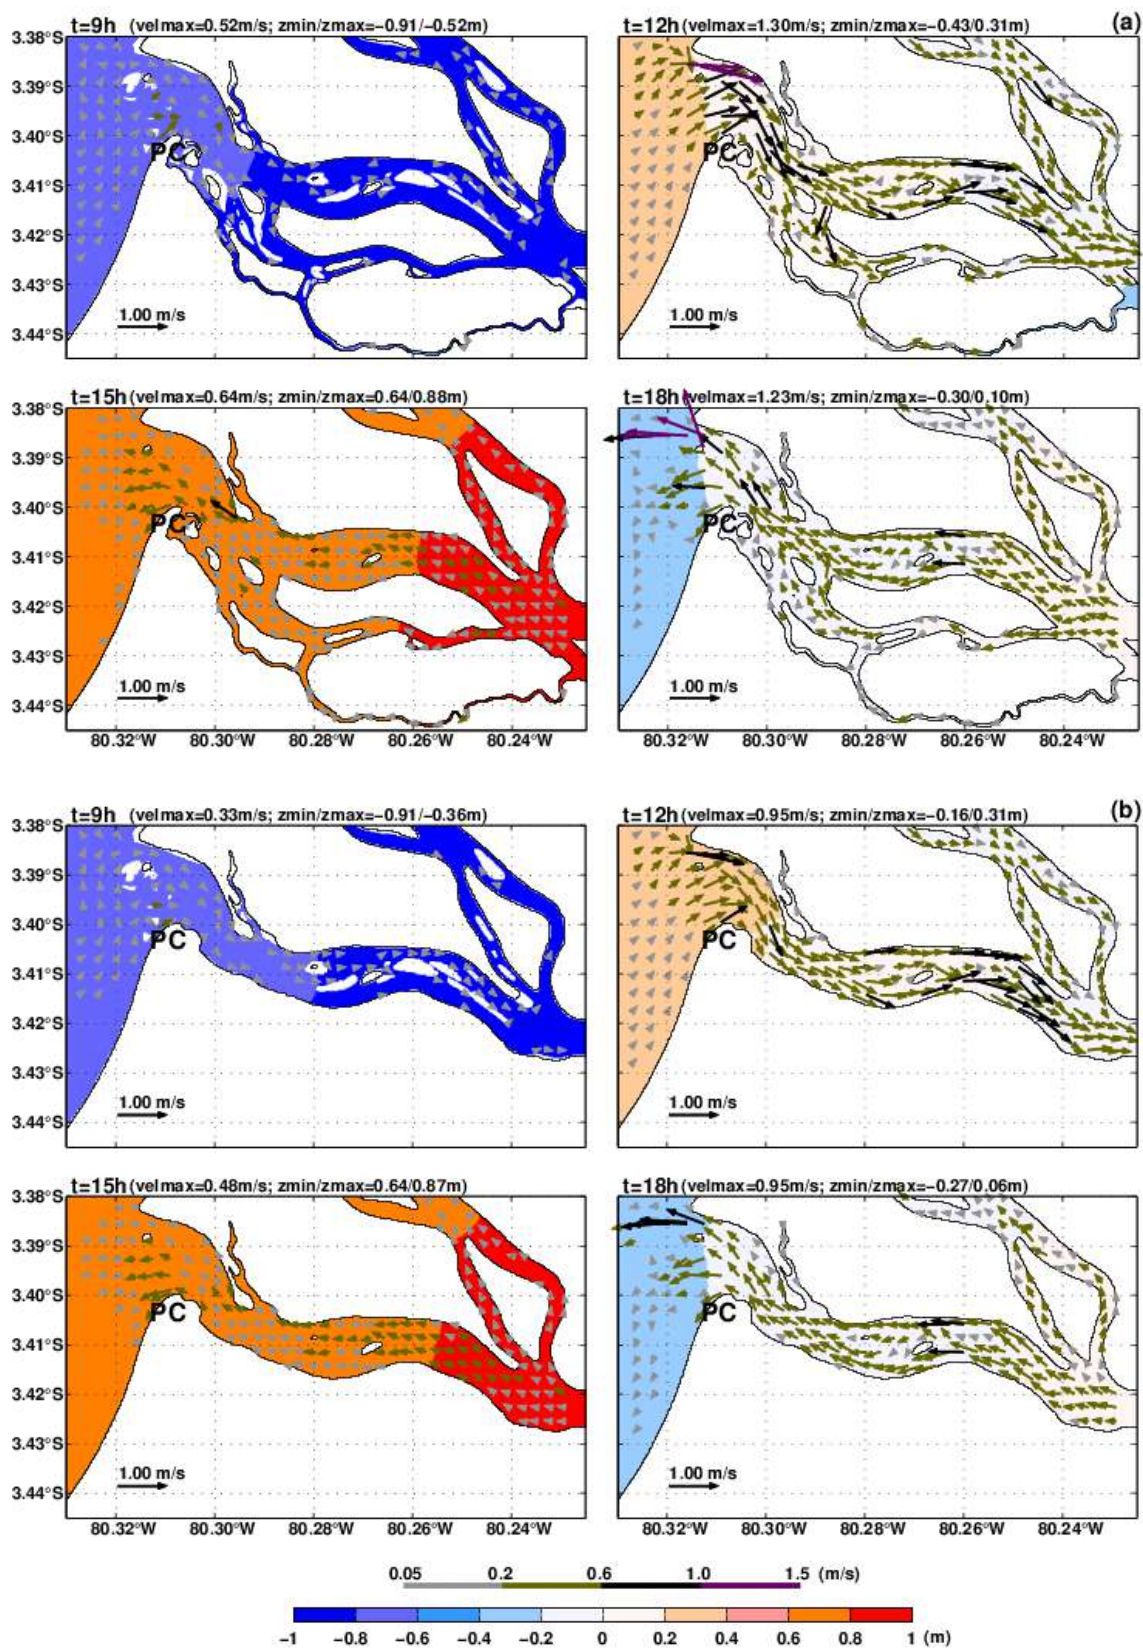 t=9h (velmax=0.52m/s; zmin/zmax=−0.91/−0.52m)
t=12h (velmax=1.30m/s; zmin/zmax=−0.43/0.31m)
(a)
3.38°S
3.39°S
3.40°S
3.41°S
3.42°S
3.43°S
3.44°S
PC
1.00 m/s
PC
1.00 m/s
t=15h (velmax=0.64m/s; zmin/zmax=0.64/0.88m)
t=18h (velmax=1.23m/s; zmin/zmax=−0.30/0.10m)
3.38°S
3.39°S
3.40°S
3.41°S
3.42°S
3.43°S
3.44°S
PC
1.00 m/s
PC
1.00 m/s
80.32°W 80.30°W 80.28°W 80.26°W 80.24°W
80.32°W 80.30°W 80.28°W 80.26°W 80.24°W
t=9h (velmax=0.33m/s; zmin/zmax=−0.91/−0.36m)
t=12h (velmax=0.95m/s; zmin/zmax=−0.16/0.31m)
(b)
3.38°S
3.39°S
3.40°S
3.41°S
3.42°S
3.43°S
3.44°S
PC
1.00 m/s
PC
1.00 m/s
t=15h (velmax=0.48m/s; zmin/zmax=0.64/0.87m)
t=18h (velmax=0.95m/s; zmin/zmax=−0.27/0.06m)
3.38°S
3.39°S
3.40°S
3.41°S
3.42°S
3.43°S
3.44°S
PC
1.00 m/s
PC
1.00 m/s
80.32°W 80.30°W 80.28°W 80.26°W 80.24°W
80.32°W 80.30°W 80.28°W 80.26°W 80.24°W
0.05 0.2 0.6 1.0 1.5 (m/s)
−1 −0.8 −0.6 −0.4 −0.2 0 0.2 0.4 0.6 0.8 1 (m)